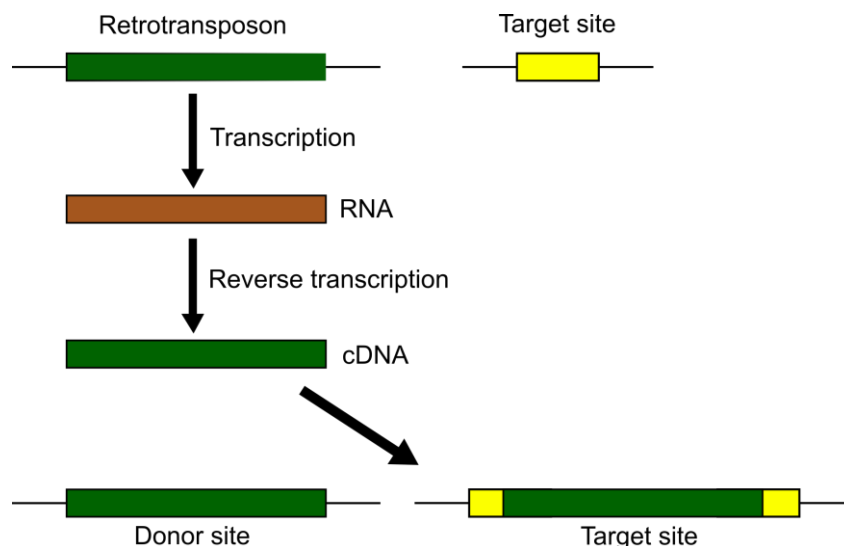 Retrotransposon
Target site
Transcription
RNA
Reverse transcription
cDNA
Donor site
Target site